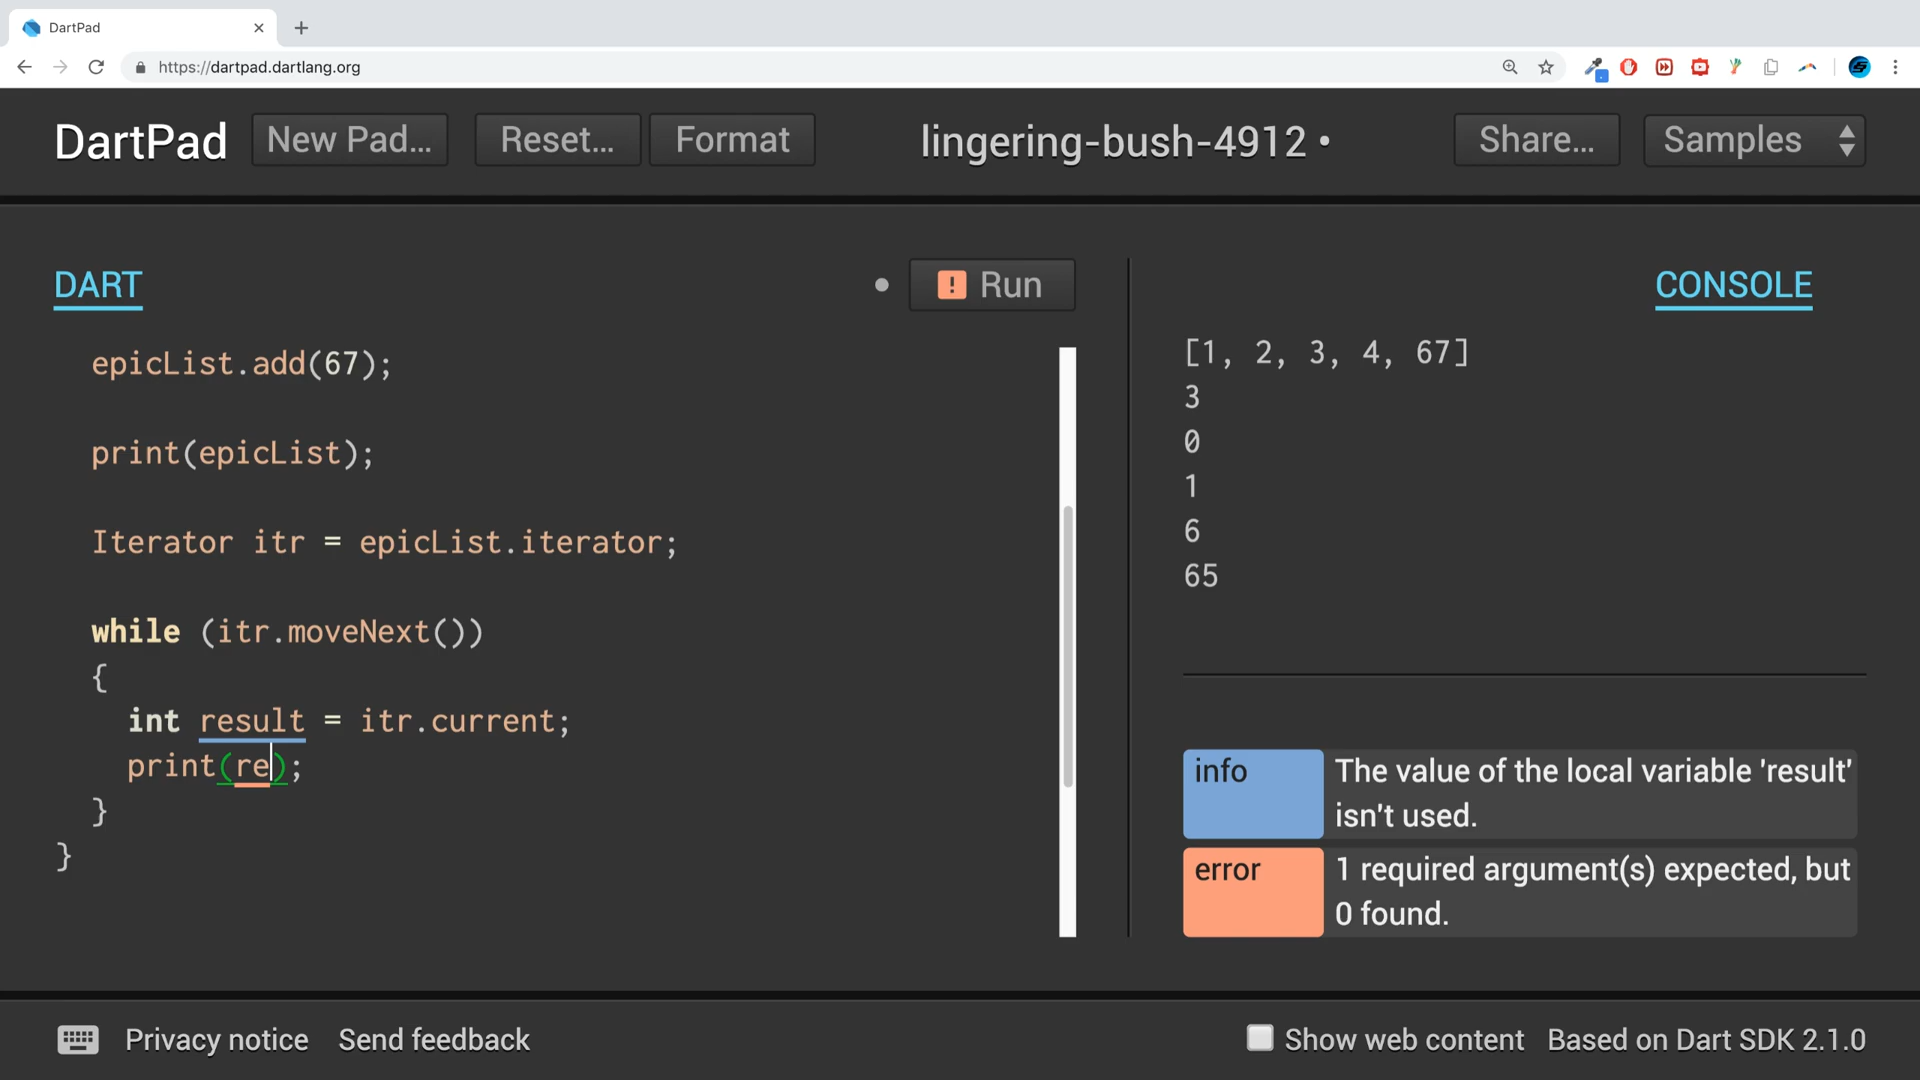 DartPad
https://dartpad.dartlang.org
DartPad
New Pad...
Reset...
Format
lingering-bush-4912 •
Share...
Samples
DART
! Run
CONSOLE
epicList.add(67);
print(epicList);
Iterator itr = epicList.iterator;
while (itr.moveNext())
{
int result = itr.current;
print(re);
}
}
[1, 2, 3, 4, 67]
3
0
1
6
65
info
The value of the local variable 'result'
isn't used.
error
1 required argument(s) expected, but
0 found.
Privacy notice
Send feedback
Show web content
Based on Dart SDK 2.1.0